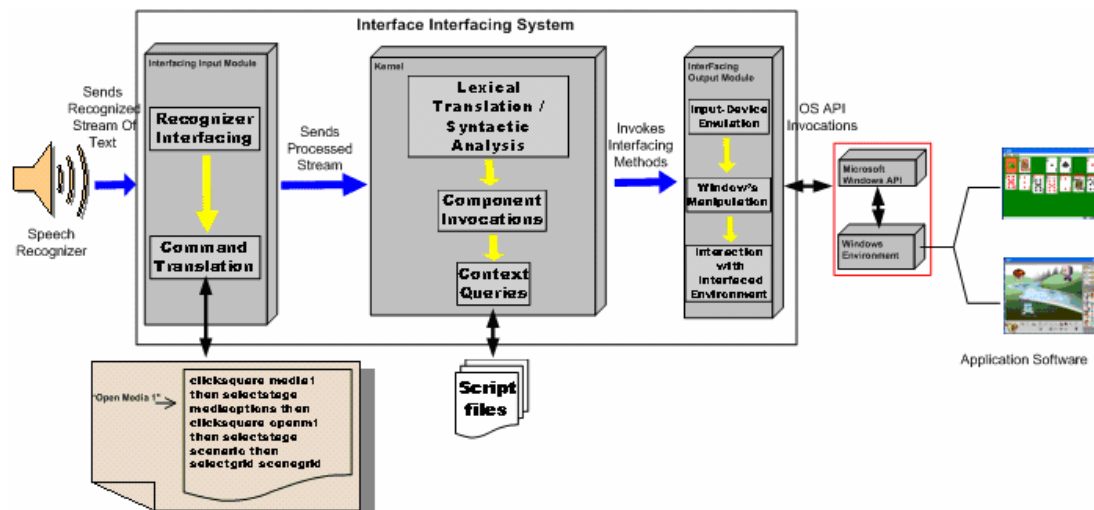 Interface Interfacing System
Interfacing Input Module
Recognizer
Interfacing
Command
Translation
Kernel
Lexical
Translation /
Syntactic
Analysis
Component
Invocations
Context
Queries
InterFacing
Output Module
Input-Device
Emulation
Window's
Manipulation
Interaction
with
Interfaced
Environment
Sends
Recognized
Stream Of
Text
Speech
Recognizer
Sends
Processed
Stream
Invokes
Interfacing
Methods
OS API
Invocations
Microsoft
Windows API
Windows
Environment
Application Software
"Open Media 1"
clicksquare media1
then selectstage
mediaoptions then
clicksquare openm1
then selectstage
scenario then
selectgrid scenegrid
Script
files